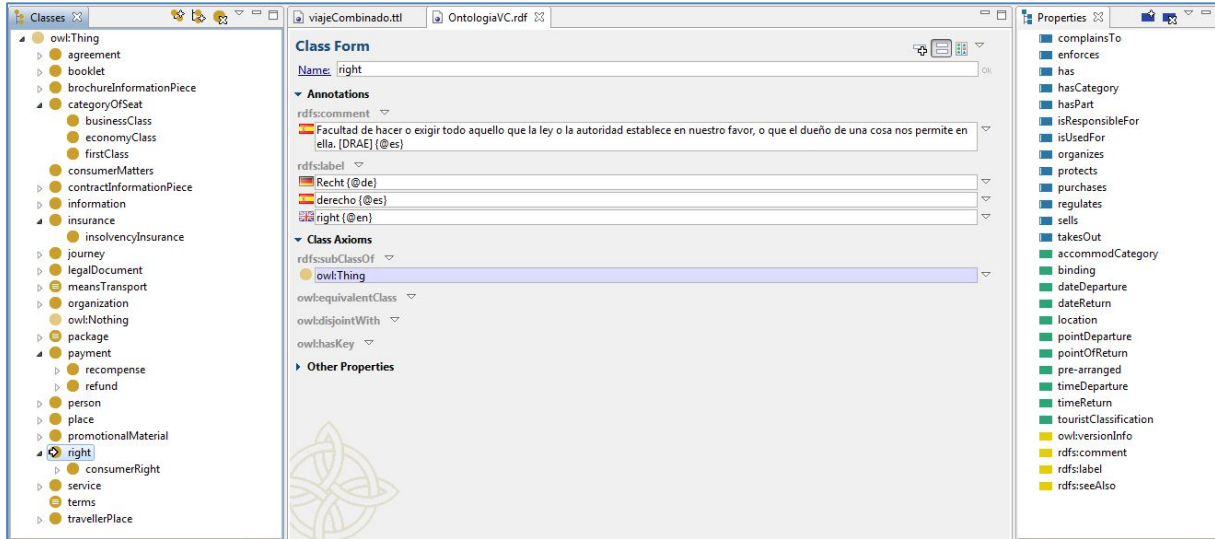 Classes
owl:Thing
agreement
booklet
brochureInformationPiece
categoryOfSeat
businessClass
economyClass
firstClass
consumerMatters
contractInformationPiece
information
insurance
insolvencyInsurance
journey
legalDocument
meansTransport
organization
owl:Nothing
package
payment
recompense
refund
person
place
promotionalMaterial
right
consumerRight
service
terms
travellerPlace
viajeCombinado.ttl
OntologiaVC.rdf
Class Form
Name: right
OK
Annotations
rdfs:comment
Facultad de hacer o exigir todo aquello que la ley o la autoridad establece en nuestro favor, o que el dueño de una cosa nos permite en
ella. [DRAE] {@es}
rdfs:label
Recht {@de}
derecho {@es}
right {@en}
Class Axioms
rdfs:subClassOf
owl:Thing
owl:equivalentClass
owl:disjointWith
owl:hasKey
Other Properties
Properties
complainsTo
enforces
has
hasCategory
hasPart
isResponsibleFor
isUsedFor
organizes
protects
purchases
regulates
sells
takesOut
accommodCategory
binding
dateDeparture
dateReturn
location
pointDeparture
pointOfReturn
pre-arranged
timeDeparture
timeReturn
touristClassification
owl:versionInfo
rdfs:comment
rdfs:label
rdfs:seeAlso